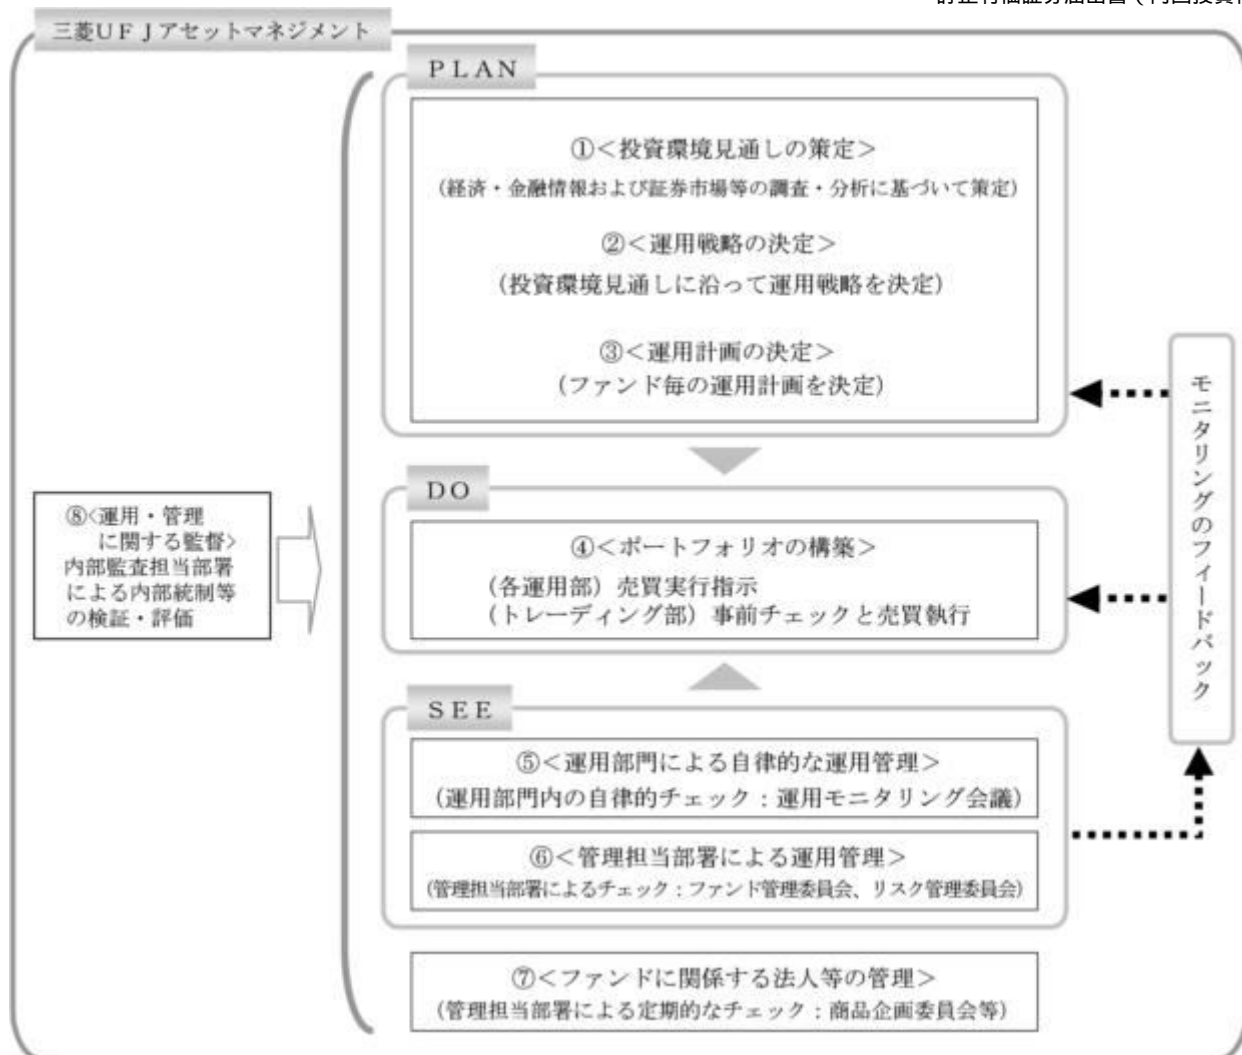 三菱UFJアセットマネジメント
PLAN
①<投資環境見通しの策定>
(経済・金融情報および証券市場等の調査・分析に基づいて策定)
②<運用戦略の決定>
(投資環境見通しに沿って運用戦略を決定)
③<運用計画の決定>
(ファンド毎の運用計画を決定)
DO
④<ポートフォリオの構築>
(各運用部)売買実行指示
(トレーディング部)事前チェックと売買執行
SEE
⑤<運用部門による自律的な運用管理>
(運用部門内の自律的チェック:運用モニタリング会議)
⑥<管理担当部署による運用管理>
(管理担当部署によるチェック:ファンド管理委員会、リスク管理委員会)
⑦<ファンドに関係する法人等の管理>
(管理担当部署による定期的なチェック:商品企画委員会等)
⑧<運用・管理
に関する監督>
内部監査担当部署
による内部統制等
の検証・評価
モニタリングのフィードバック